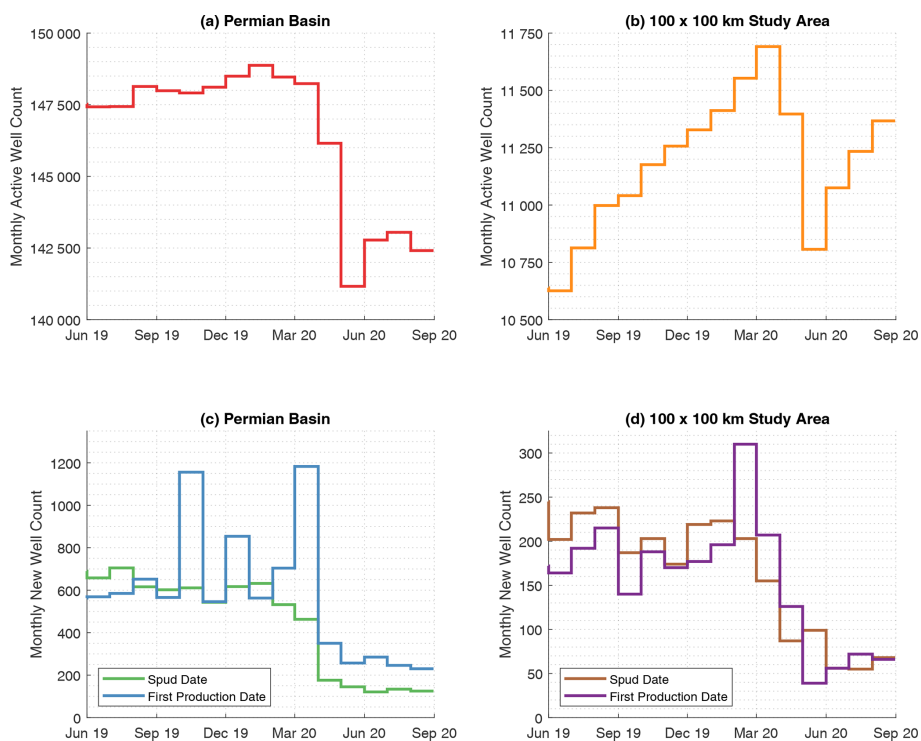 (a) Permian Basin
150 000
147 500
145 000
142 500
140 000
Monthly Active Well Count
Jun 19 Sep 19 Dec 19 Mar 20 Jun 20 Sep 20
(b) 100 x 100 km Study Area
11 750
11 500
11 250
11 000
10 750
10 500
Monthly Active Well Count
Jun 19 Sep 19 Dec 19 Mar 20 Jun 20 Sep 20
(c) Permian Basin
1200
1000
800
600
400
200
0
Monthly New Well Count
Spud Date
First Production Date
Jun 19 Sep 19 Dec 19 Mar 20 Jun 20 Sep 20
(d) 100 x 100 km Study Area
300
250
200
150
100
50
0
Monthly New Well Count
Spud Date
First Production Date
Jun 19 Sep 19 Dec 19 Mar 20 Jun 20 Sep 20